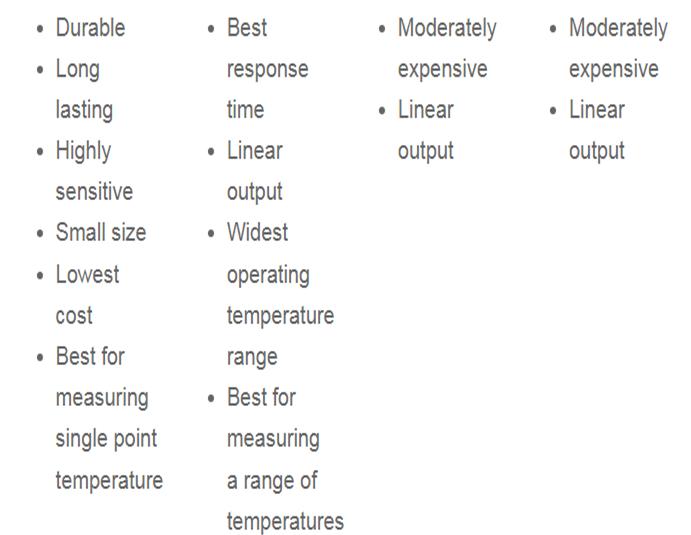 • Durable
• Long
lasting
• Highly
sensitive
• Small size
• Lowest
cost
• Best for
measuring
single point
temperature
• Best
response
time
• Linear
output
• Widest
operating
temperature
range
• Best for
measuring
a range of
temperatures
• Moderately
expensive
• Linear
output
• Moderately
expensive
• Linear
output